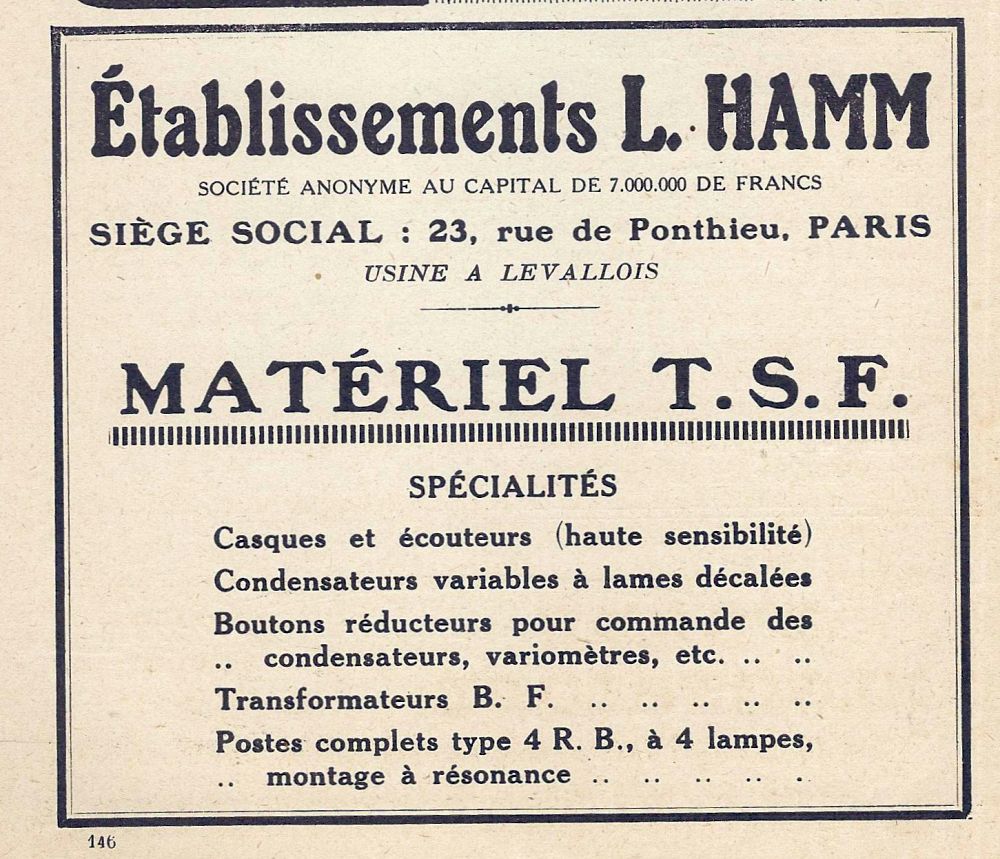 Établissements L. HAMM
SOCIÉTÉ ANONYME AU CAPITAL DE 7.000.000 DE FRANCS
SIÈGE SOCIAL : 23, rue de Ponthieu, PARIS
USINE A LEVALLOIS
MATÉRIEL T.S.F.
SPÉCIALITÉS
Casques et écouteurs (haute sensibilité)
Condensateurs variables à lames décalées
Boutons réducteurs pour commande des
.. condensateurs, variomètres, etc. .. ..
Transformateurs B. F. .. .. .. .. ..
Postes complets type 4 R. B., à 4 lampes,
.. montage à résonance .. .. .. .. .
146